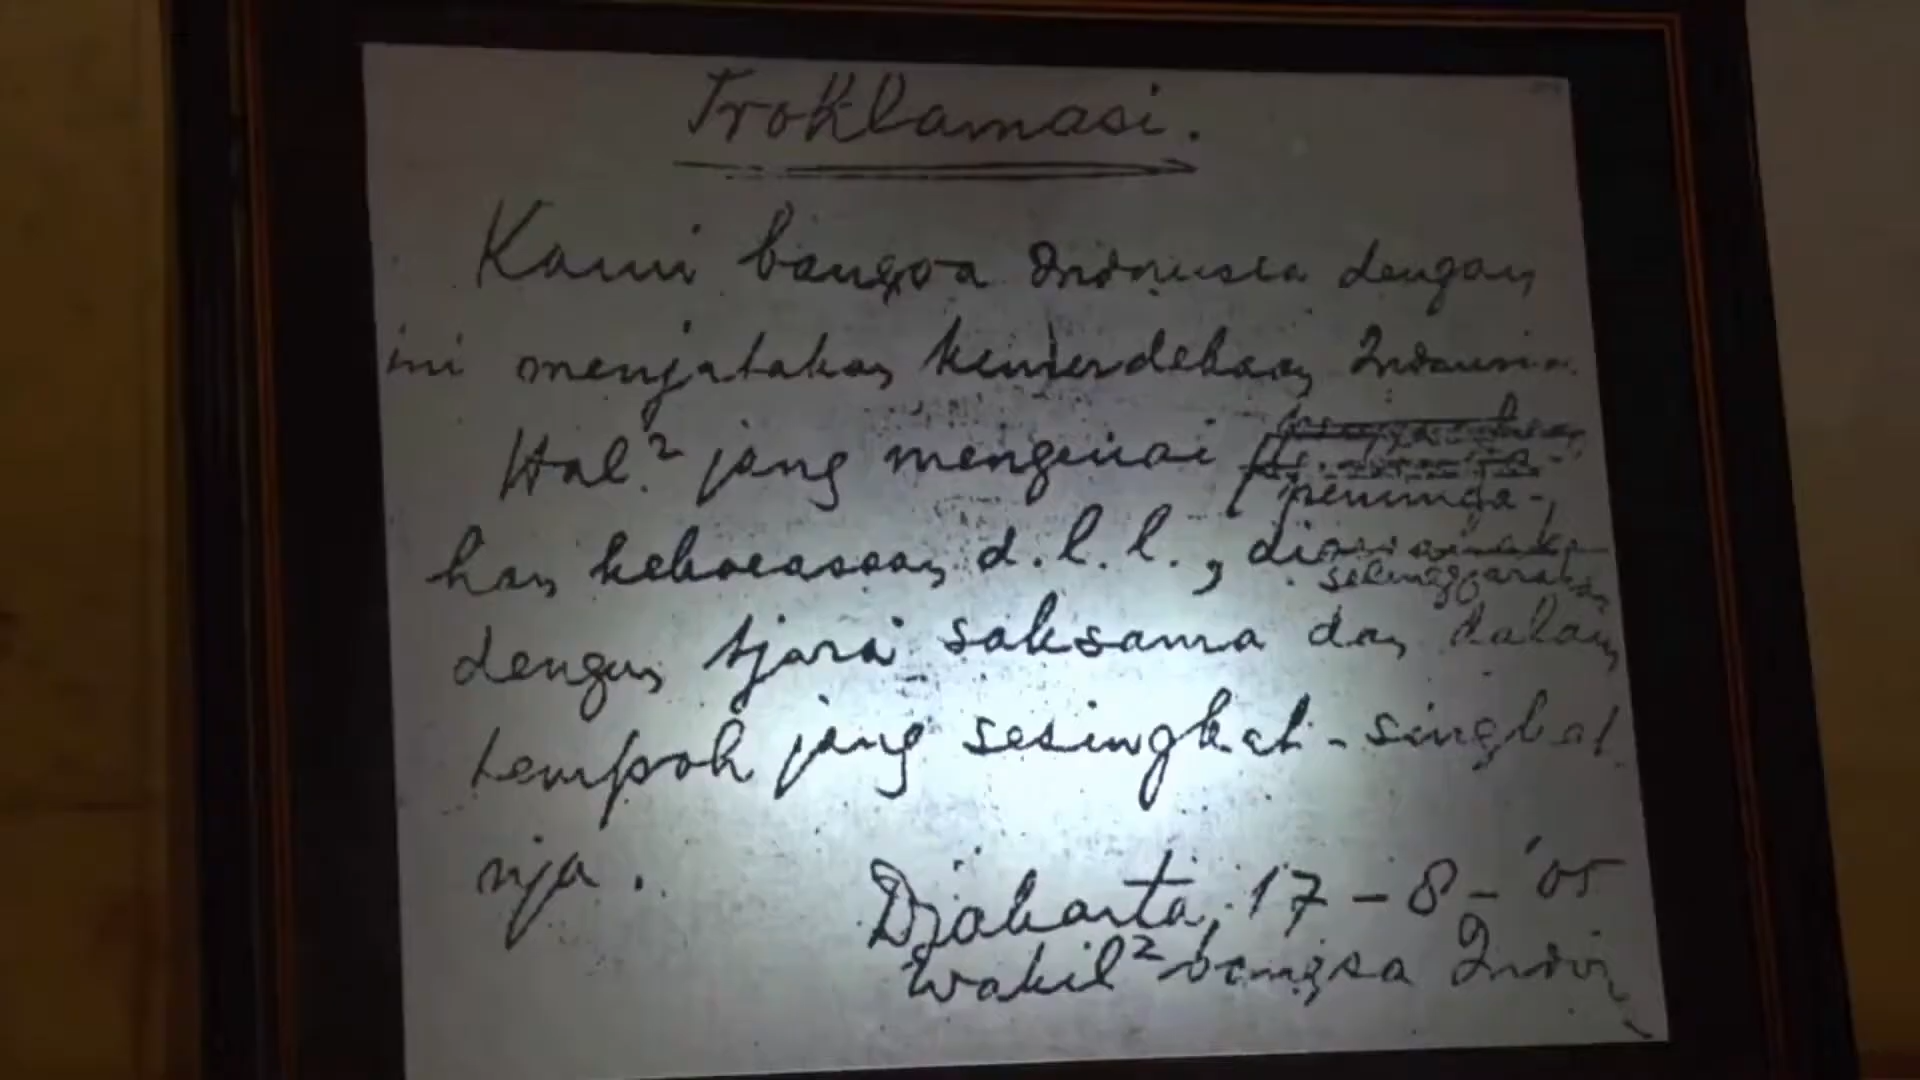 Proklamasi.
Kami bangsa Indonesia dengan
ini menjatakan kemerdekaan Indonesia.
Hal² jang mengenai
peminda-
han kekoeasaan d.l.l., di
selenggarakan
dengan tjara saksama dan dalam
tempoh jang sesingkat-singkat
nja.
Djakarta, 17 - 8 - '05
Wakil² bangsa Indon